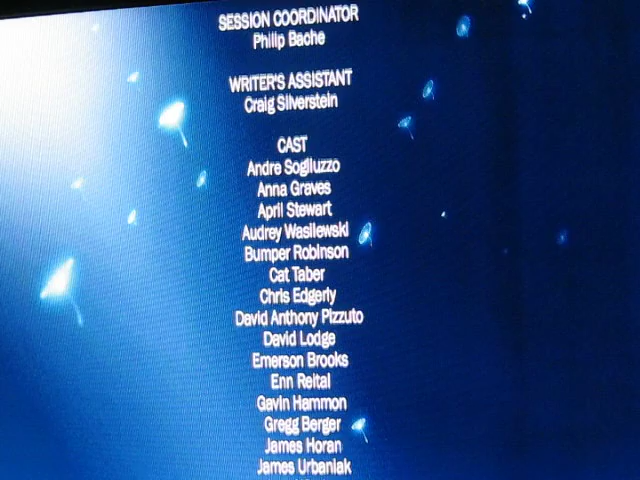 SESSION COORDINATOR
Philip Bache
WRITER'S ASSISTANT
Craig Silverstein
CAST
Andre Sogliuzzo
Anna Graves
April Stewart
Audrey Wasilewski
Bumper Robinson
Cat Taber
Chris Edgerly
David Anthony Pizzuto
David Lodge
Emerson Brooks
Enn Reital
Gavin Hammon
Gregg Berger
James Horan
James Urbaniak